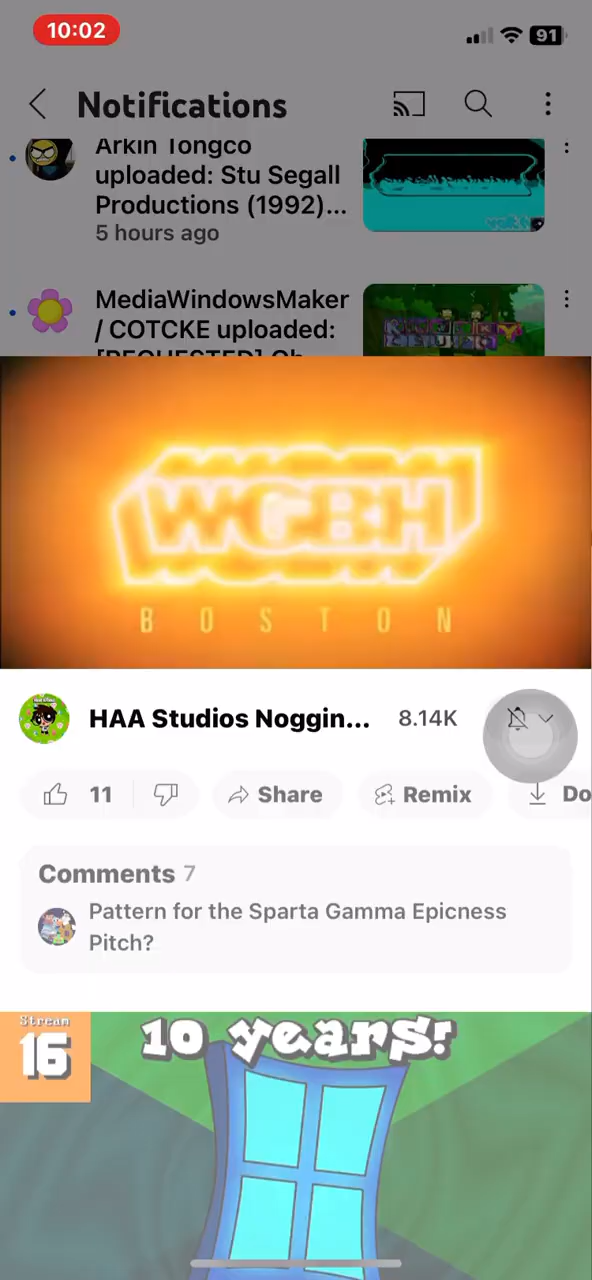 10:02
91
Notifications
Arkin Tongco
uploaded: Stu Segall
Productions (1992)...
5 hours ago
MediaWindowsMaker
/ COTCKE uploaded:
[REQUESTED] Oh
WGBH
BOSTON
HAA Studios Noggin...
8.14K
11
Share
Remix
Do
Comments 7
Pattern for the Sparta Gamma Epicness
Pitch?
Stream
16
10 years!